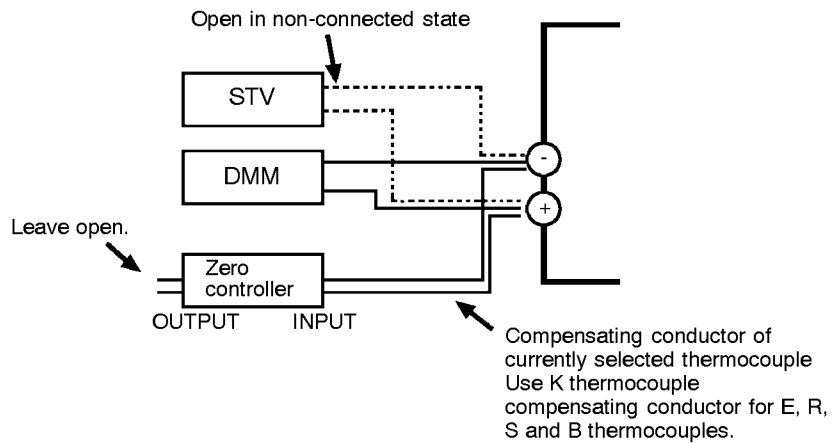 Open in non-connected state
STV
-
DMM
+
Leave open.
Zero
controller
OUTPUT
INPUT
Compensating conductor of
currently selected thermocouple
Use K thermocouple
compensating conductor for E, R,
S and B thermocouples.